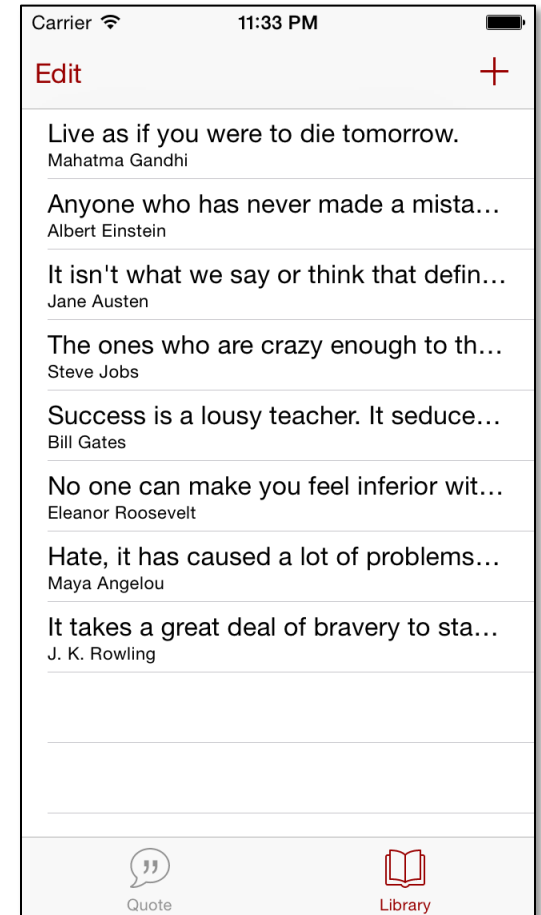 Carrier 11:33 PM
Edit +
Live as if you were to die tomorrow.
Mahatma Gandhi
Anyone who has never made a mista…
Albert Einstein
It isn't what we say or think that defin…
Jane Austen
The ones who are crazy enough to th…
Steve Jobs
Success is a lousy teacher. It seduce…
Bill Gates
No one can make you feel inferior wit…
Eleanor Roosevelt
Hate, it has caused a lot of problems…
Maya Angelou
It takes a great deal of bravery to sta…
J. K. Rowling
Quote Library